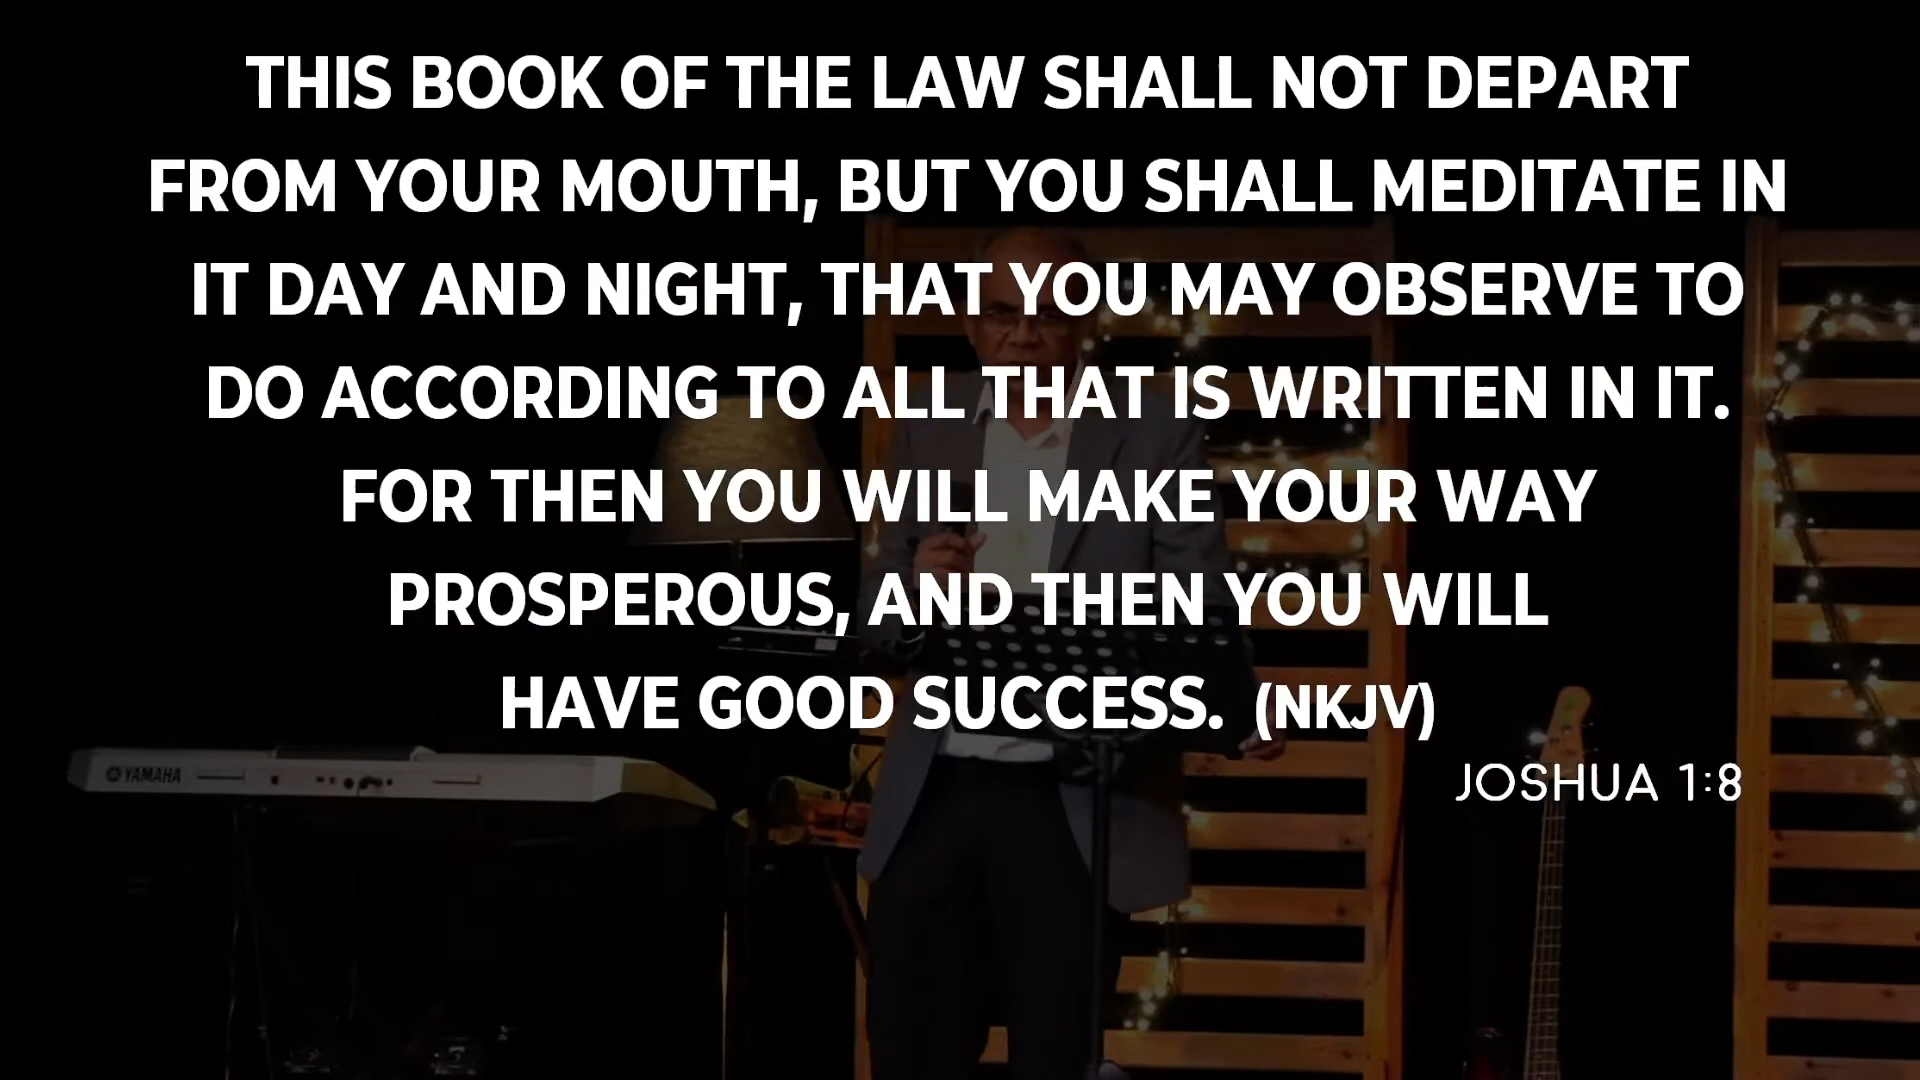 THIS BOOK OF THE LAW SHALL NOT DEPART
FROM YOUR MOUTH, BUT YOU SHALL MEDITATE IN
IT DAY AND NIGHT, THAT YOU MAY OBSERVE TO
DO ACCORDING TO ALL THAT IS WRITTEN IN IT.
FOR THEN YOU WILL MAKE YOUR WAY
PROSPEROUS, AND THEN YOU WILL
HAVE GOOD SUCCESS. (NKJV)
JOSHUA 1:8
YAMAHA